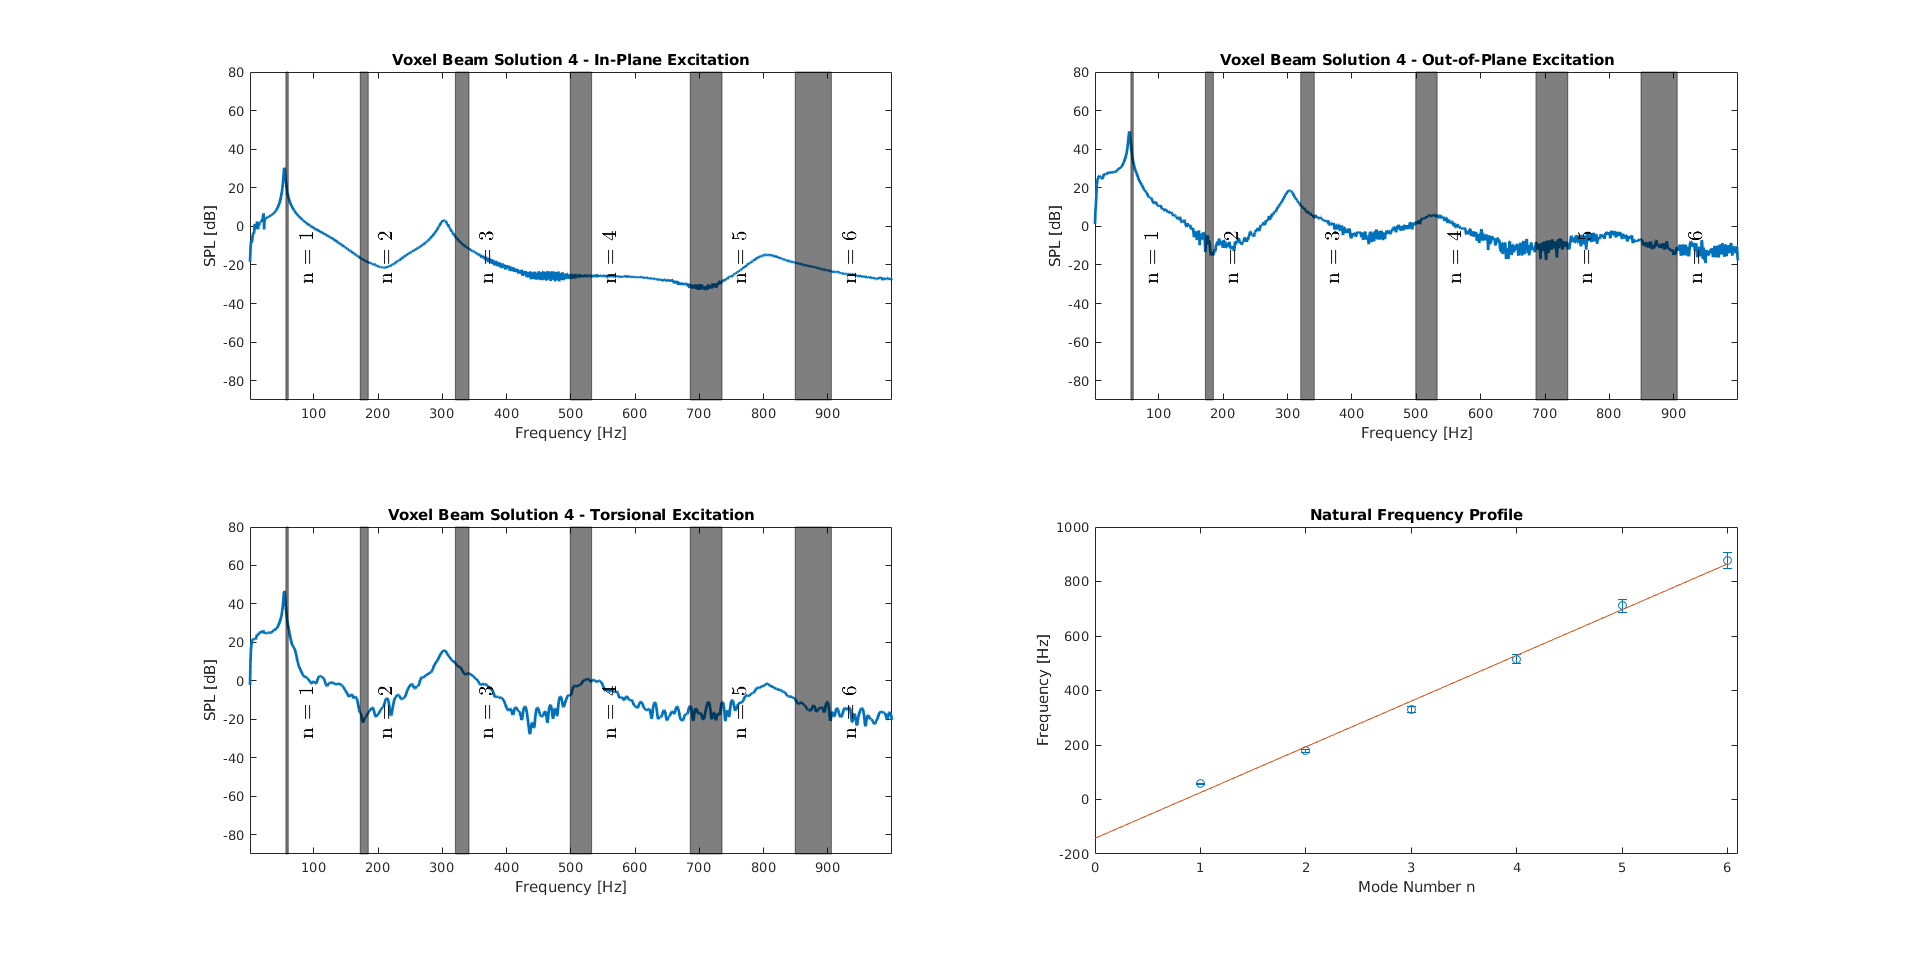 Voxel Beam Solution 4 - In-Plane Excitation
80
60
40
20
0
-20
-40
-60
-80
SPL [dB]
n = 1
n = 2
n = 3
n = 4
n = 5
n = 6
100 200 300 400 500 600 700 800 900
Frequency [Hz]
Voxel Beam Solution 4 - Out-of-Plane Excitation
80
60
40
20
0
-20
-40
-60
-80
SPL [dB]
n = 1
n = 2
n = 3
n = 4
n = 5
n = 6
100 200 300 400 500 600 700 800 900
Frequency [Hz]
Voxel Beam Solution 4 - Torsional Excitation
80
60
40
20
0
-20
-40
-60
-80
SPL [dB]
n = 1
n = 2
n = 3
n = 4
n = 5
n = 6
100 200 300 400 500 600 700 800 900
Frequency [Hz]
Natural Frequency Profile
1000
800
600
400
200
0
-200
Frequency [Hz]
0 1 2 3 4 5 6
Mode Number n